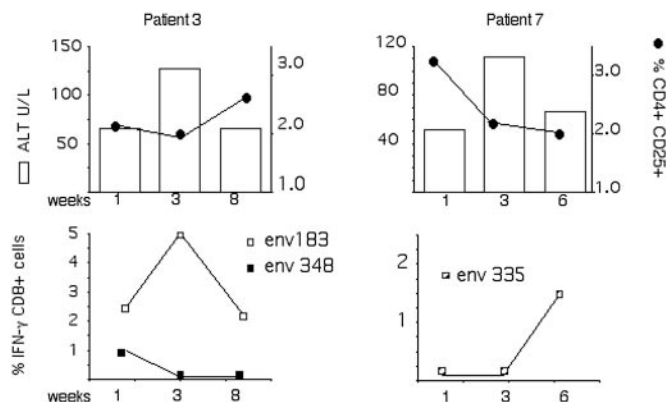 Patient 3
Patient 7
ALT U/L
150
100
50
3.0
2.0
1.0
weeks 1 3 8
120
80
40
3.0
2.0
1.0
1 3 6
% CD4+ CD25+
% IFN-γ CD8+ cells
5
4
3
2
1
env183
env 348
weeks 1 3 8
2
1
env 335
1 3 6